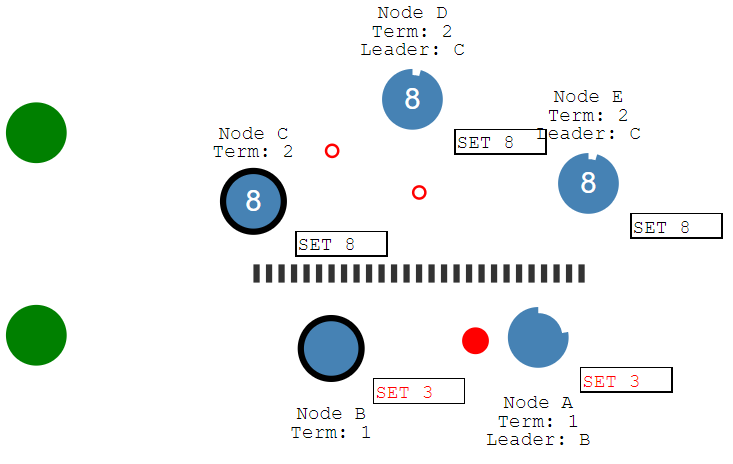 Node D
Term: 2
Leader: C
8
Node E
Term: 2
Leader: C
8
SET 8
Node C
Term: 2
8
SET 8
SET 8
SET 3
Node B
Term: 1
SET 3
Node A
Term: 1
Leader: B